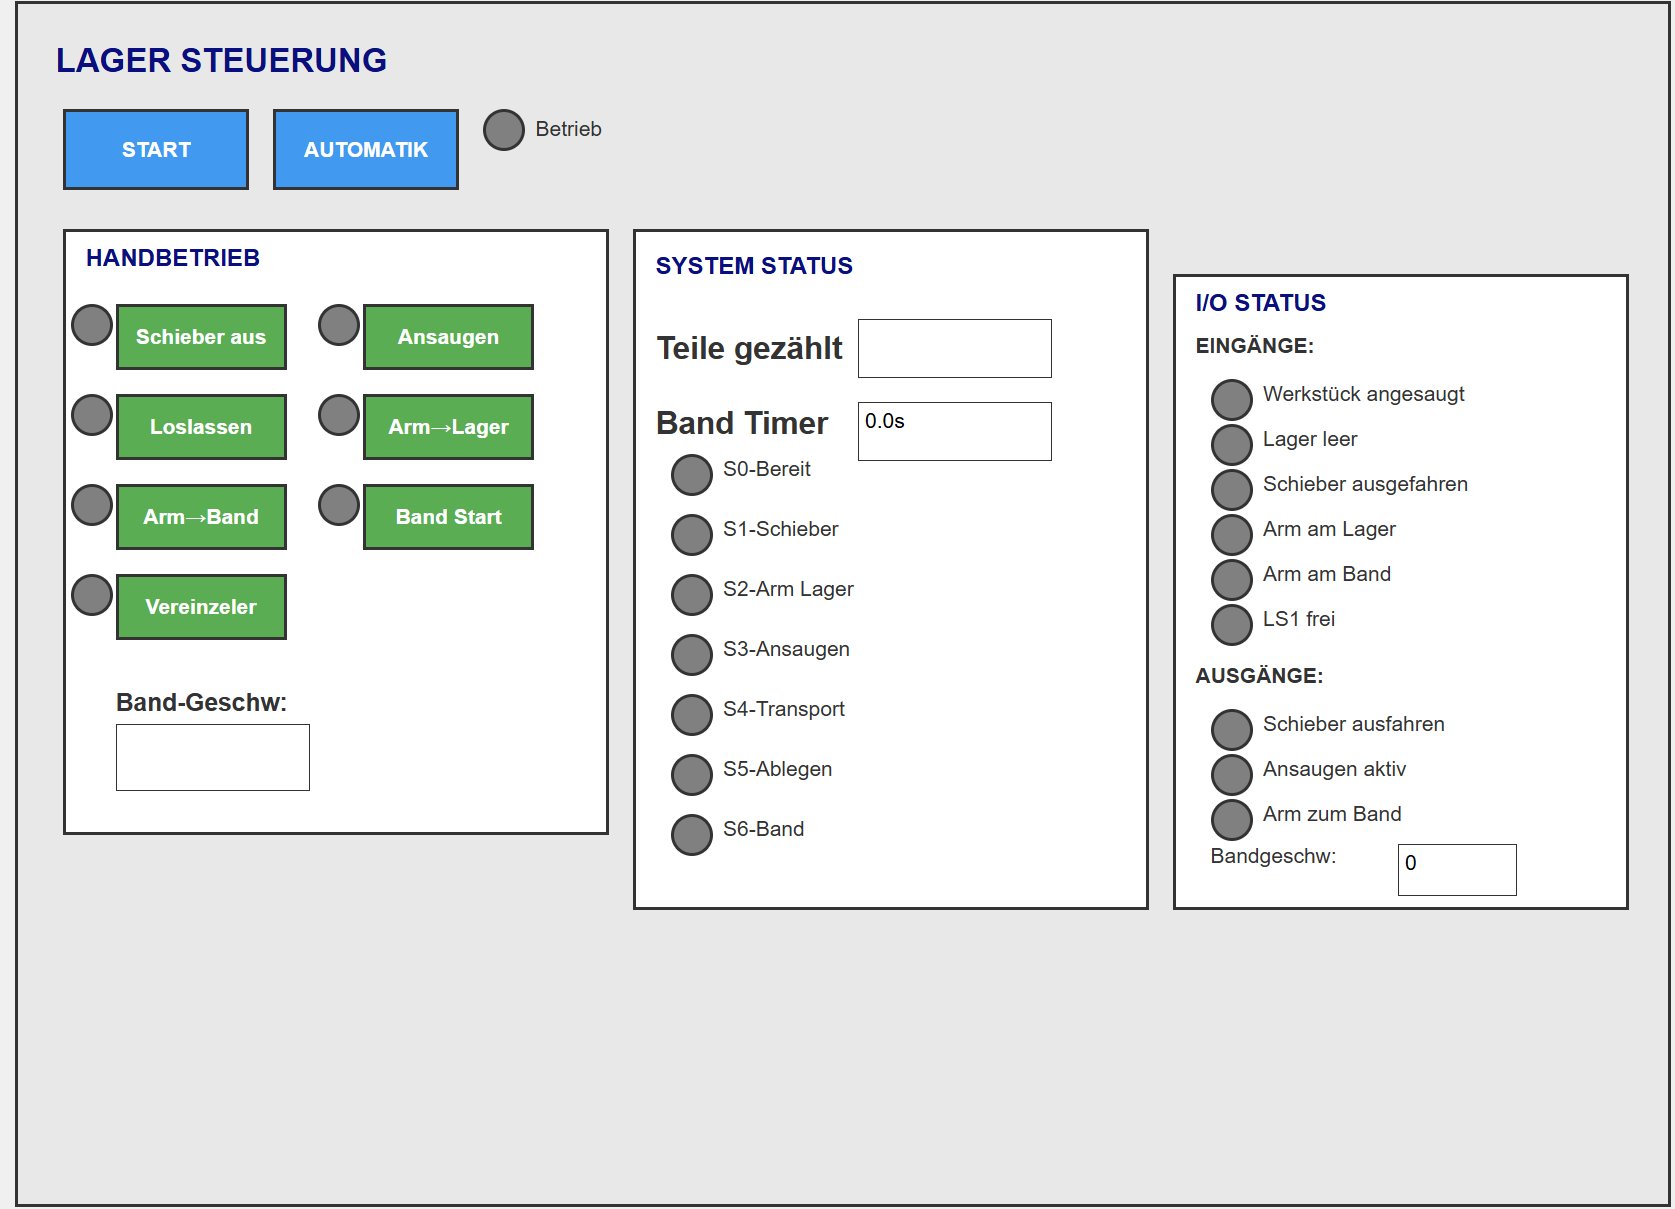 LAGER STEUERUNG
START
AUTOMATIK
Betrieb
HANDBETRIEB
Schieber aus
Ansaugen
Loslassen
Arm→Lager
Arm→Band
Band Start
Vereinzeler
Band-Geschw:
SYSTEM STATUS
Teile gezählt
Band Timer
0.0s
S0-Bereit
S1-Schieber
S2-Arm Lager
S3-Ansaugen
S4-Transport
S5-Ablegen
S6-Band
I/O STATUS
EINGÄNGE:
Werkstück angesaugt
Lager leer
Schieber ausgefahren
Arm am Lager
Arm am Band
LS1 frei
AUSGÄNGE:
Schieber ausfahren
Ansaugen aktiv
Arm zum Band
Bandgeschw:
0